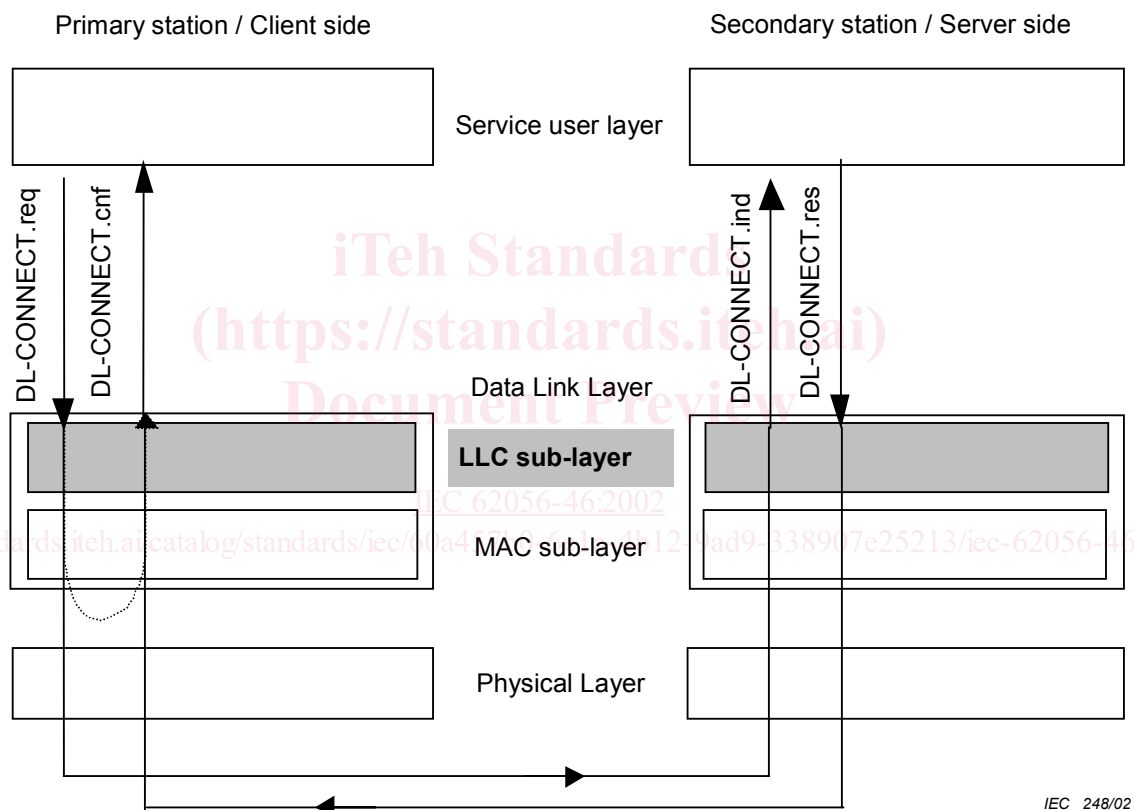 Primary station / Client side
Secondary station / Server side
Service user layer
DL-CONNECT.req
DL-CONNECT.cnf
DL-CONNECT.ind
DL-CONNECT.res
iTeh Standards
(https://standards.iteh.ai)
Document Preview
Data Link Layer
LLC sub-layer
IEC 62056-46:2002
MAC sub-layer
Physical Layer
IEC 248/02